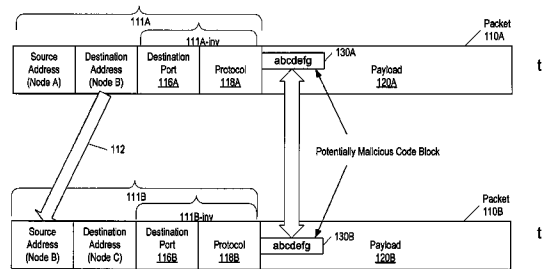 111A
Packet
110A
111A-inv
130A
Source
Address
(Node A)
Destination
Address
(Node B)
Destination
Port
116A
Protocol
118A
abcdefg
Payload
120A
t
112
Potentially Malicious Code Block
111B
Packet
110B
111B-inv
Source
Address
(Node B)
Destination
Address
(Node C)
Destination
Port
116B
Protocol
118B
abcdefg
130B
Payload
120B
t